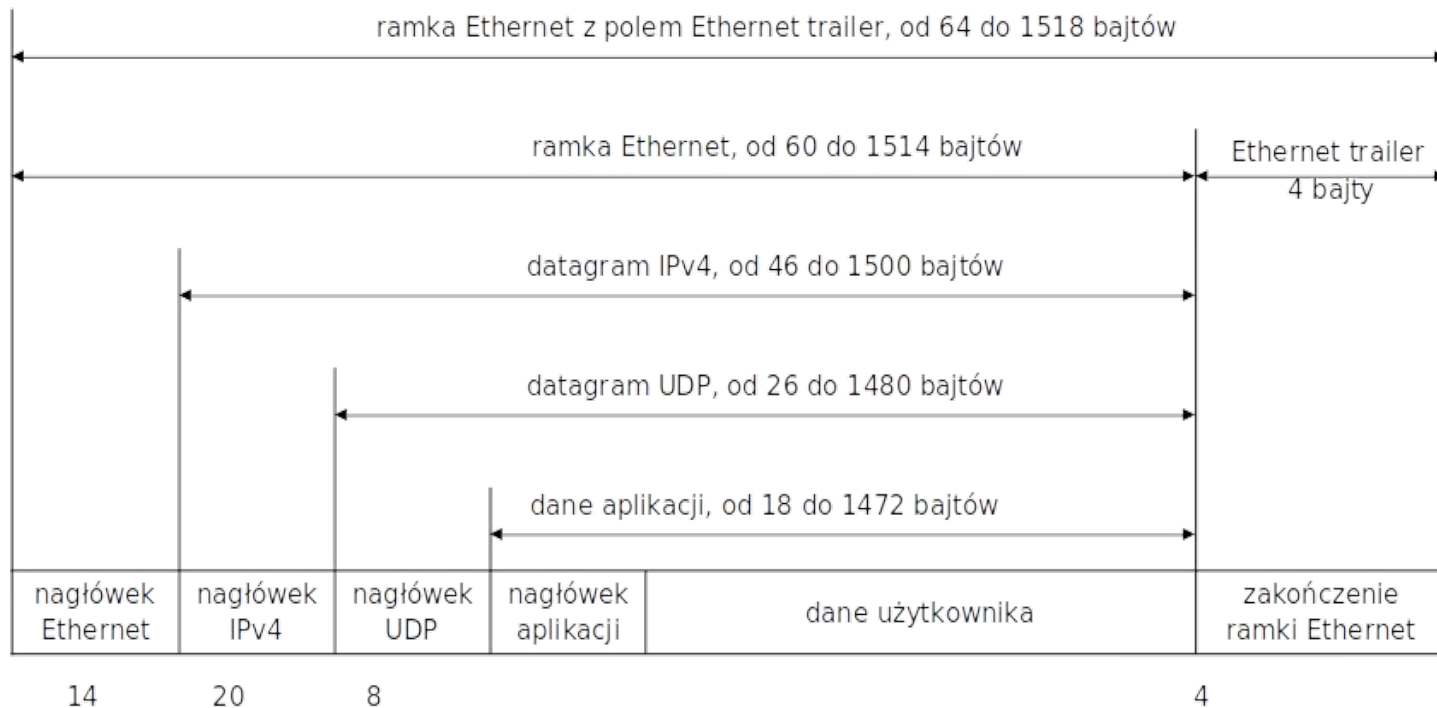 ramka Ethernet z polem Ethernet trailer, od 64 do 1518 bajtów
ramka Ethernet, od 60 do 1514 bajtów
Ethernet trailer
4 bajty
datagram IPv4, od 46 do 1500 bajtów
datagram UDP, od 26 do 1480 bajtów
dane aplikacji, od 18 do 1472 bajtów
nagłówek
Ethernet
nagłówek
IPv4
nagłówek
UDP
nagłówek
aplikacji
dane użytkownika
zakończenie
ramki Ethernet
14 20 8 4